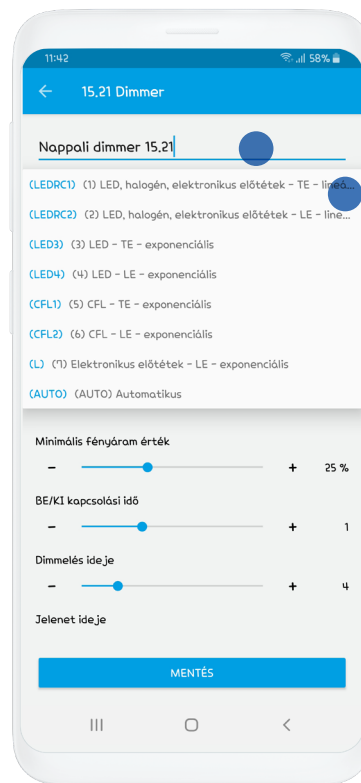 11:42 58%
15.21 Dimmer
Nappali dimmer 15.21
(LEDRC1) (1) LED, halogén, elektronikus előtétek - TE - lineá...
(LEDRC2) (2) LED, halogén, elektronikus előtétek - LE - line...
(LED3) (3) LED - TE - exponenciális
(LED4) (4) LED - LE - exponenciális
(CFL1) (5) CFL - TE - exponenciális
(CFL2) (6) CFL - LE - exponenciális
(L) (7) Elektronikus előtétek - LE - exponenciális
(AUTO) (AUTO) Automatikus
Minimális fényáram érték
- + 25 %
BE/KI kapcsolási idő
- + 1
Dimmelés ideje
- + 4
Jelenet ideje
MENTÉS